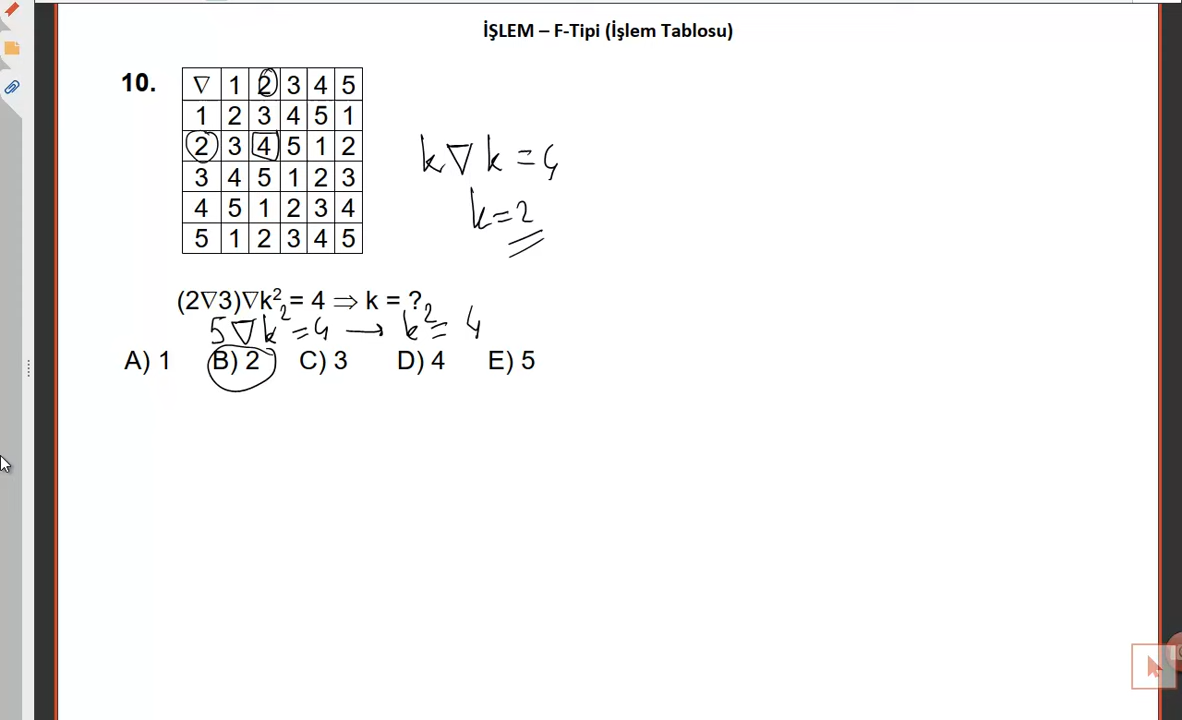 İŞLEM – F-Tipi (İşlem Tablosu)
10.
∇ 1 2 3 4 5
1 2 3 4 5 1
2 3 4 5 1 2
3 4 5 1 2 3
4 5 1 2 3 4
5 1 2 3 4 5
k ∇ k = 4
k = 2
(2∇3)∇k² = 4 ⇒ k = ?
5 ∇ k² = 4 → k² = 4
A) 1 B) 2 C) 3 D) 4 E) 5